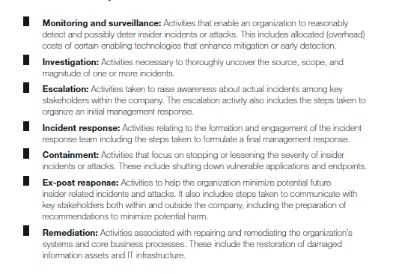 Monitoring and surveillance: Activities that enable an organization to reasonably
detect and possibly deter insider incidents or attacks. This includes allocated (overhead)
costs of certain enabling technologies that enhance mitigation or early detection.
Investigation: Activities necessary to thoroughly uncover the source, scope, and
magnitude of one or more incidents.
Escalation: Activities taken to raise awareness about actual incidents among key
stakeholders within the company. The escalation activity also includes the steps taken to
organize an initial management response.
Incident response: Activities relating to the formation and engagement of the incident
response team including the steps taken to formulate a final management response.
Containment: Activities that focus on stopping or lessening the severity of insider
incidents or attacks. These include shutting down vulnerable applications and endpoints.
Ex-post response: Activities to help the organization minimize potential future
insider-related incidents and attacks. It also includes steps taken to communicate with
key stakeholders both within and outside the company, including the preparation of
recommendations to minimize potential harm.
Remediation: Activities associated with repairing and remediating the organization's
systems and core business processes. These include the restoration of damaged
information assets and IT infrastructure.